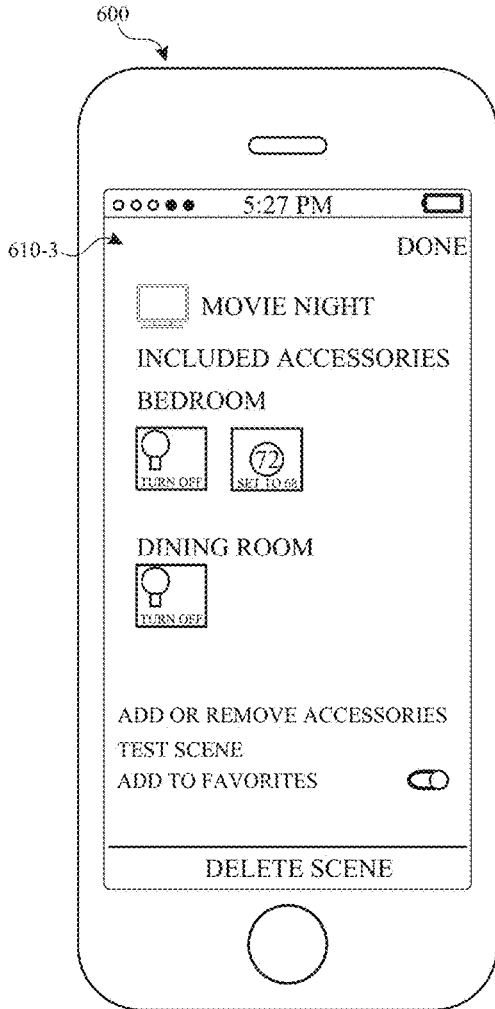 600
5:27 PM
610-3
DONE
MOVIE NIGHT
INCLUDED ACCESSORIES
BEDROOM
72
TURN OFF SET TO 68
DINING ROOM
TURN OFF
ADD OR REMOVE ACCESSORIES
TEST SCENE
ADD TO FAVORITES
DELETE SCENE